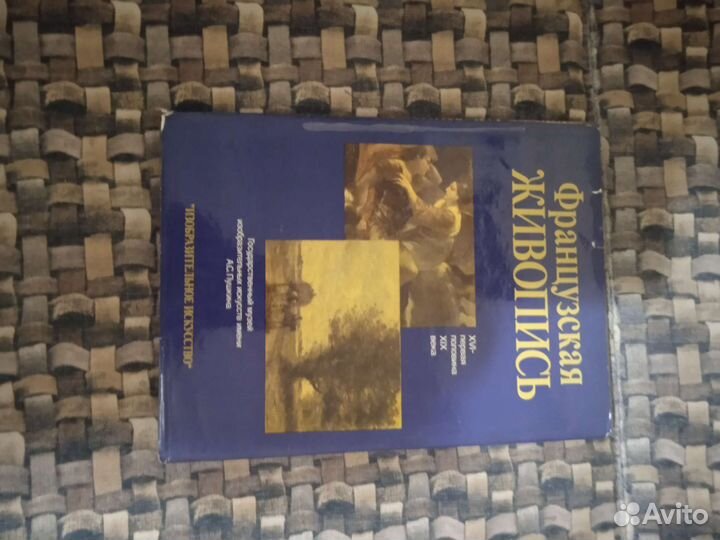 Французская
ЖИВОПИСЬ
XVI-
первая
половина
XIX
века
Государственный музей
изобразительных искусств имени
А.С.Пушкина
"ИЗОБРАЗИТЕЛЬНОЕ ИСКУССТВО"
Avito